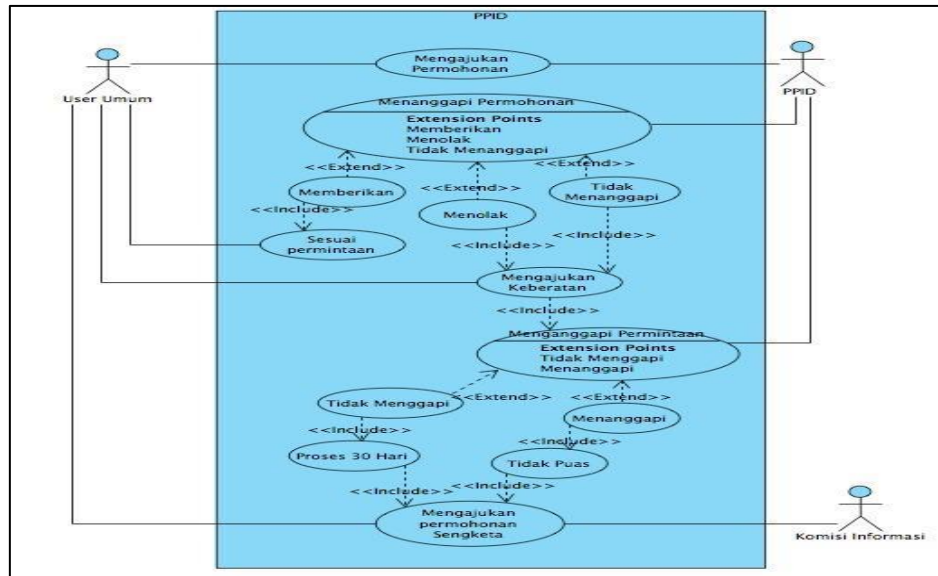 PPID
Mengajukan
Permohonan
User Umum
PPID
Menanggapi Permohonan
Extension Points
Memberikan
Menolak
Tidak Menanggapi
<<Extend>>
<<Extend>>
<<Extend>>
Memberikan
Tidak
Menanggapi
<<Include>>
Menolak
Sesuai
permintaan
<<Include>>
<<Include>>
Mengajukan
Keberatan
<<Include>>
Menganggapi Permintaan
Extension Points
Tidak Menggapi
Menanggapi
Tidak Menggapi
<<Extend>>
<<Extend>>
Menanggapi
<<Include>>
<<Include>>
Proses 30 Hari
Tidak Puas
<<Include>>
<<Include>>
Mengajukan
permohonan
Sengketa
Komisi Informasi